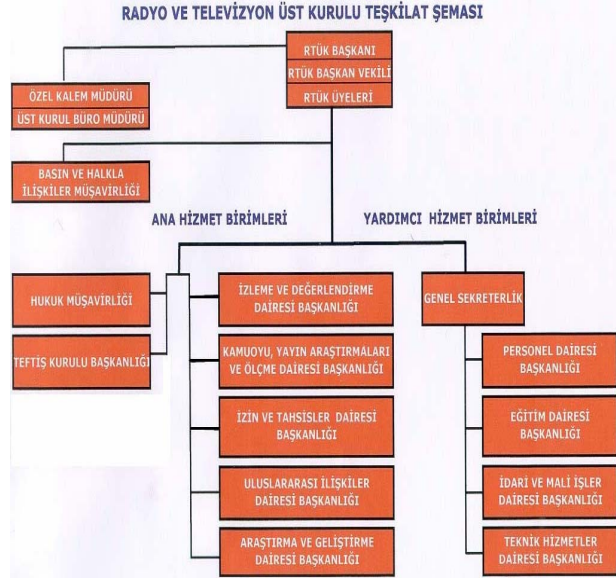 RADYO VE TELEVİZYON ÜST KURULU TEŞKİLAT ŞEMASI
RTÜK BAŞKANI
RTÜK BAŞKAN VEKİLİ
RTÜK ÜYELERİ
ÖZEL KALEM MÜDÜRÜ
ÜST KURUL BÜRO MÜDÜRÜ
BASIN VE HALKLA
İLİŞKİLER MÜŞAVİRLİĞİ
ANA HİZMET BİRİMLERİ
YARDIMCI HİZMET BİRİMLERİ
HUKUK MÜŞAVİRLİĞİ
TEFTİŞ KURULU BAŞKANLIĞI
İZLEME VE DEĞERLENDİRME
DAİRESİ BAŞKANLIĞI
KAMUOYU, YAYIN ARAŞTIRMALARI
VE ÖLÇME DAİRESİ BAŞKANLIĞI
İZİN VE TAHSİSLER DAİRESİ
BAŞKANLIĞI
ULUSLARARASI İLİŞKİLER
DAİRESİ BAŞKANLIĞI
ARAŞTIRMA VE GELİŞTİRME
DAİRESİ BAŞKANLIĞI
GENEL SEKRETERLİK
PERSONEL DAİRESİ
BAŞKANLIĞI
EĞİTİM DAİRESİ
BAŞKANLIĞI
İDARİ VE MALİ İŞLER
DAİRESİ BAŞKANLIĞI
TEKNİK HİZMETLER
DAİRESİ BAŞKANLIĞI